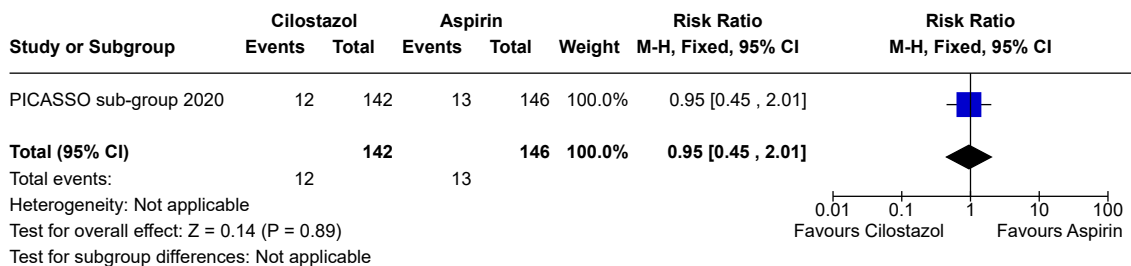 Cilostazol Aspirin Risk Ratio Risk Ratio
Study or Subgroup Events Total Events Total Weight M-H, Fixed, 95% CI M-H, Fixed, 95% CI
PICASSO sub-group 2020 12 142 13 146 100.0% 0.95 [0.45 , 2.01]
Total (95% CI) 142 146 100.0% 0.95 [0.45 , 2.01]
Total events: 12 13
Heterogeneity: Not applicable
Test for overall effect: Z = 0.14 (P = 0.89)
Test for subgroup differences: Not applicable
0.01 0.1 1 10 100
Favours Cilostazol Favours Aspirin